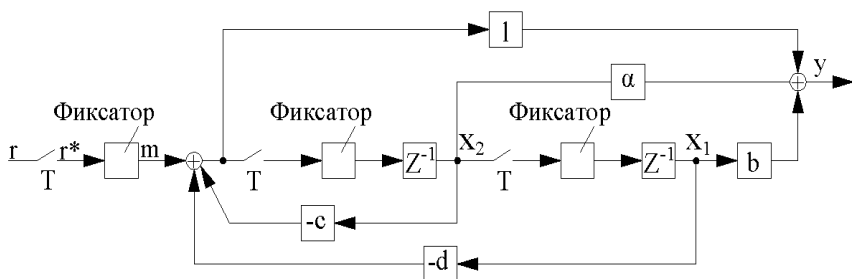 1
α
y
Фиксатор
Фиксатор
Фиксатор
r
r*
m
x₂
x₁
T
T
T
Z⁻¹
Z⁻¹
b
-c
-d